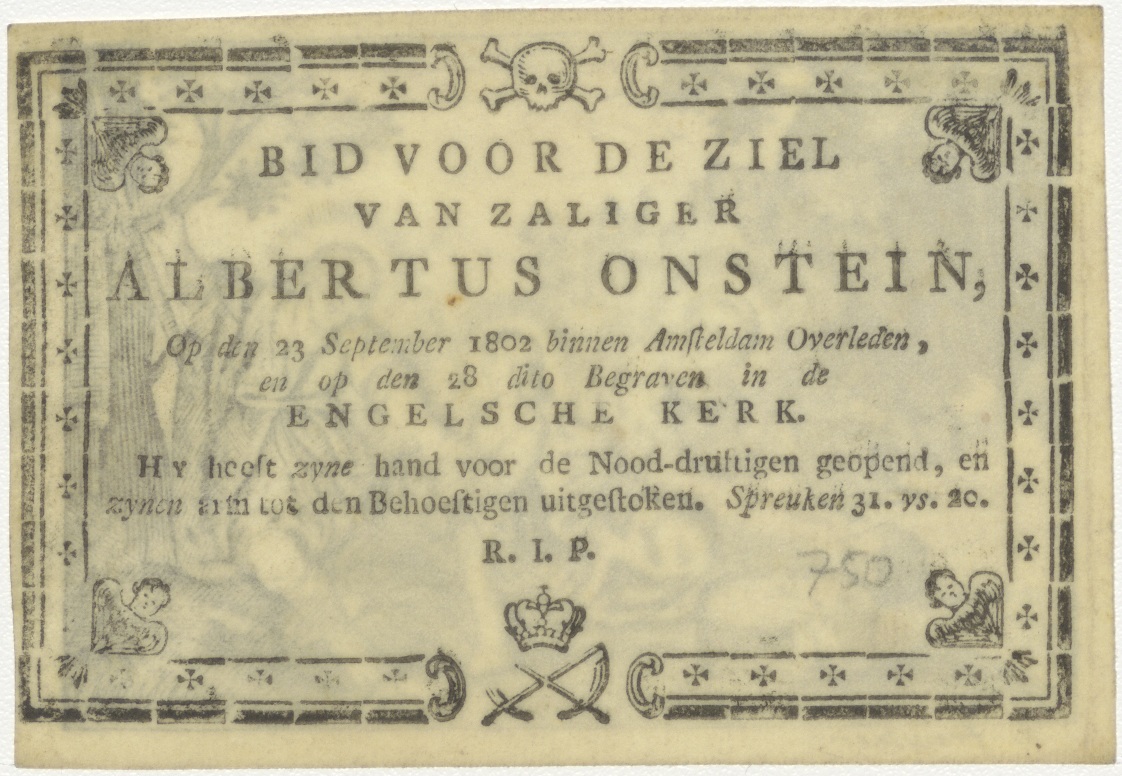 BID VOOR DE ZIEL
VAN ZALIGER
ALBERTUS ONSTEIN,
Op den 23 September 1802 binnen Amſteldam Overleden,
en op den 28 dito Begraven in de
ENGELSCHE KERK.
HY heeft zyne hand voor de Nood-druftigen geopend, en
zynen arm tot den Behoeftigen uitgeſtoken. Spreuken 31. vs. 20.
R. I. P.
750